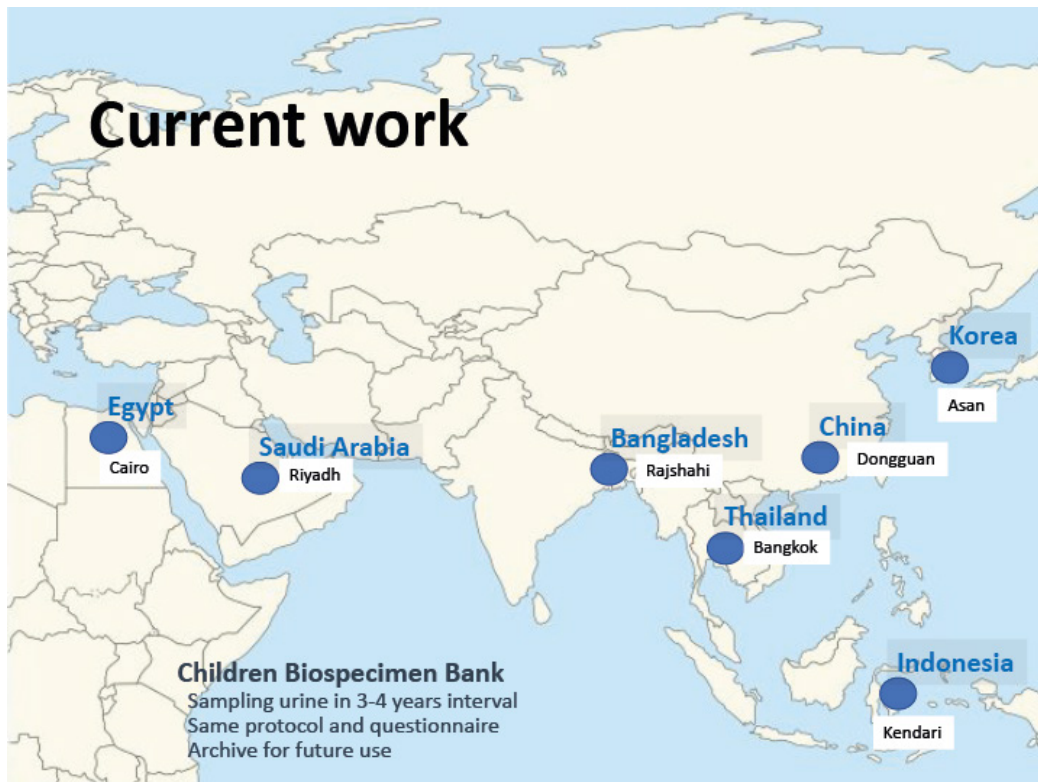 Current work
Korea
Asan
Egypt
Cairo
Saudi Arabia
Riyadh
Bangladesh
Rajshahi
China
Dongguan
Thailand
Bangkok
Indonesia
Kendari
Children Biospecimen Bank
Sampling urine in 3-4 years interval
Same protocol and questionnaire
Archive for future use